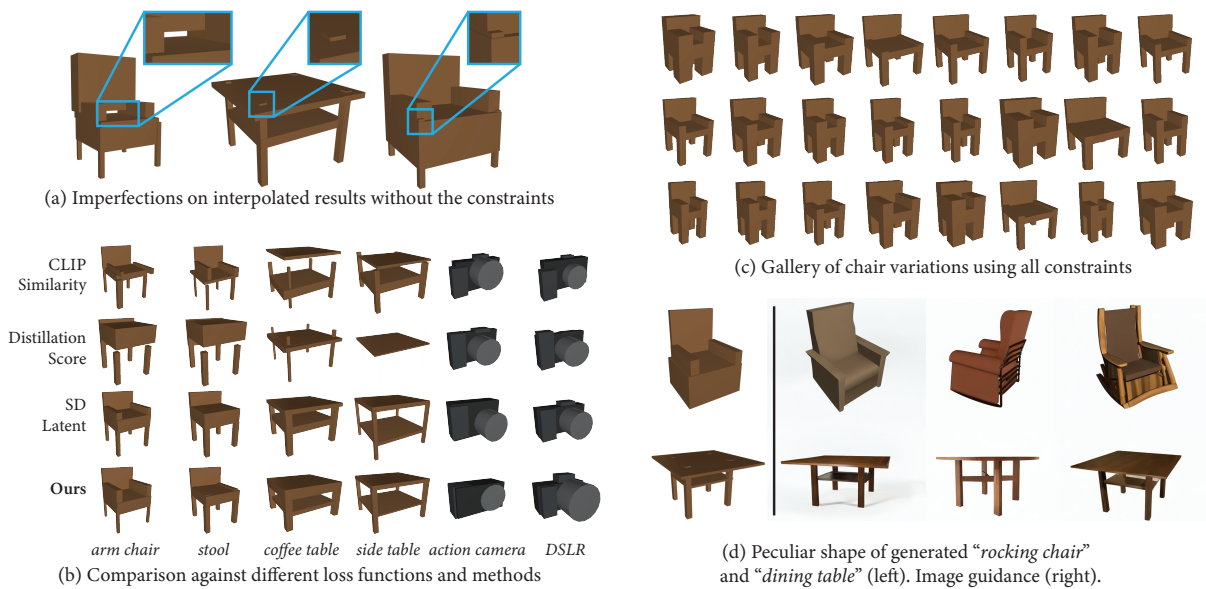 (a) Imperfections on interpolated results without the constraints
CLIP
Similarity
Distillation
Score
SD
Latent
Ours
arm chair
stool
coffee table
side table
action camera
DSLR
(b) Comparison against different loss functions and methods
(c) Gallery of chair variations using all constraints
(d) Peculiar shape of generated “rocking chair”
and “dining table” (left). Image guidance (right).